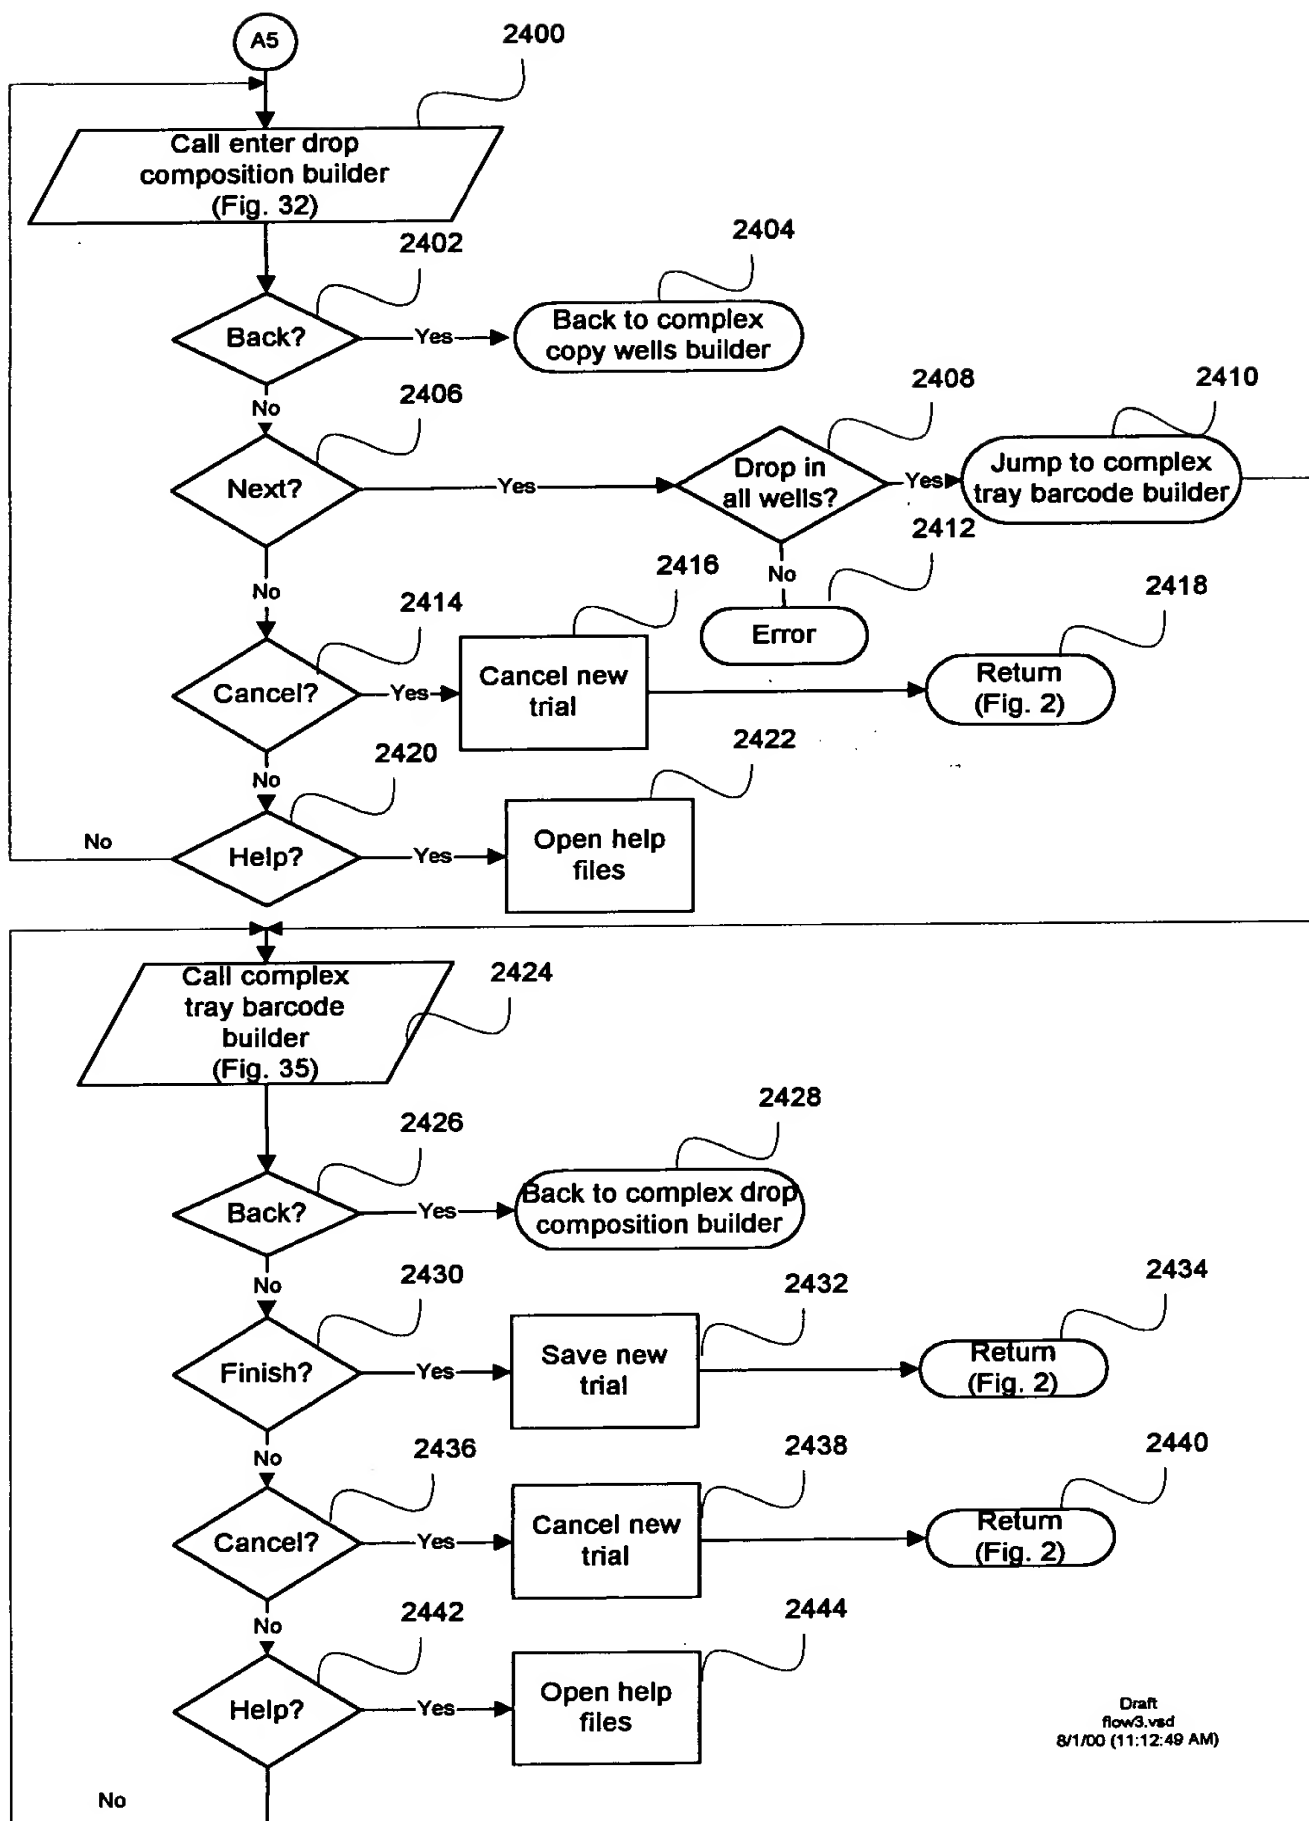 A5
2400
Call enter drop
composition builder
(Fig. 32)
2402
2404
Back?
Yes
Back to complex
copy wells builder
No
2406
2408
2410
Next?
Yes
Drop in
all wells?
Yes
Jump to complex
tray barcode builder
2412
No
No
2414
2416
Error
2418
Cancel?
Yes
Cancel new
trial
Return
(Fig. 2)
No
2420
2422
No
Help?
Yes
Open help
files
Call complex
tray barcode
builder
(Fig. 35)
2424
2426
2428
Back?
Yes
Back to complex drop
composition builder
No
2430
2432
2434
Finish?
Yes
Save new
trial
Return
(Fig. 2)
No
2436
2438
2440
Cancel?
Yes
Cancel new
trial
Return
(Fig. 2)
No
2442
2444
Help?
Yes
Open help
files
No
Draft
flow3.vsd
8/1/00 (11:12:49 AM)